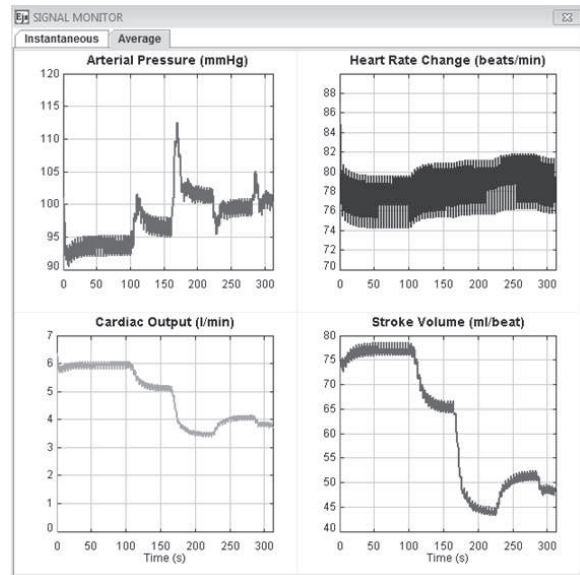 Ejs SIGNAL MONITOR
Instantaneous Average
Arterial Pressure (mmHg)
120
115
110
105
100
95
90
0 50 100 150 200 250 300
Heart Rate Change (beats/min)
88
86
84
82
80
78
76
74
72
70
0 50 100 150 200 250 300
Cardiac Output (l/min)
7
6
5
4
3
2
1
0
0 50 100 150 200 250 300
Time (s)
Stroke Volume (ml/beat)
80
75
70
65
60
55
50
45
40
0 50 100 150 200 250 300
Time (s)